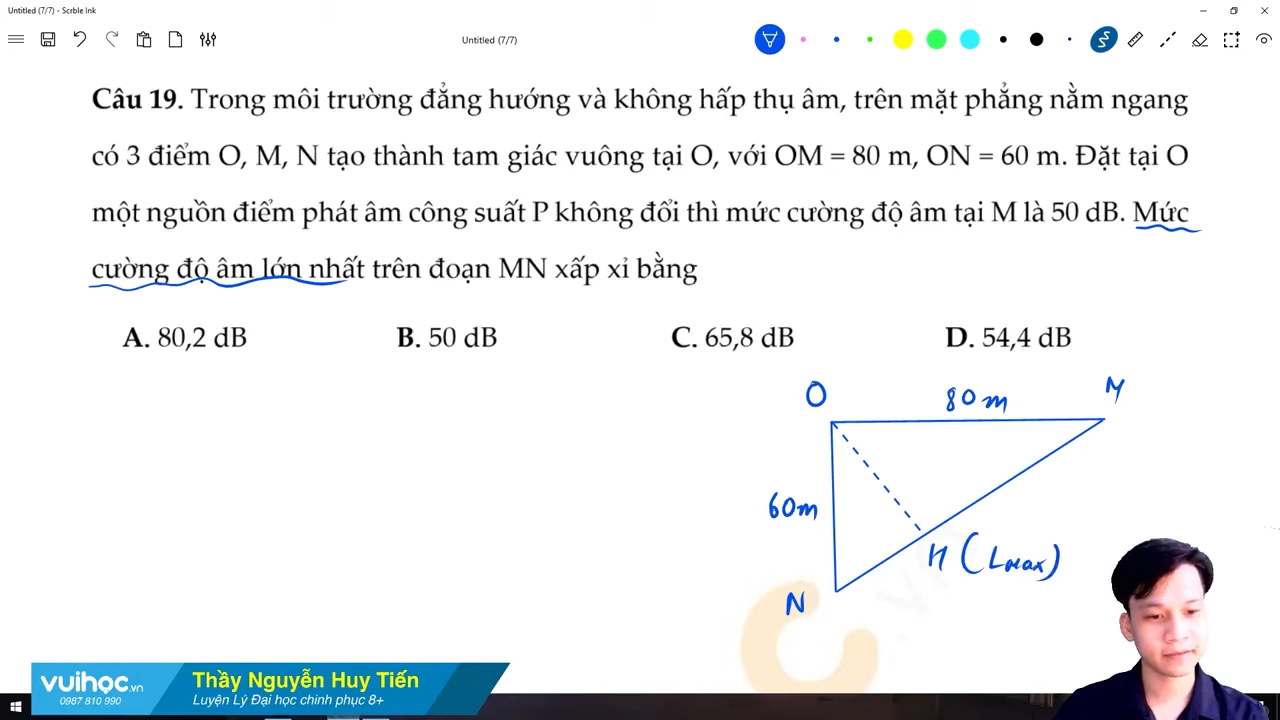 Untitled (7/7) - Scrble Ink
Untitled (7/7)
Câu 19. Trong môi trường đẳng hướng và không hấp thụ âm, trên mặt phẳng nằm ngang
có 3 điểm O, M, N tạo thành tam giác vuông tại O, với OM = 80 m, ON = 60 m. Đặt tại O
một nguồn điểm phát âm công suất P không đổi thì mức cường độ âm tại M là 50 dB. Mức
cường độ âm lớn nhất trên đoạn MN xấp xỉ bằng
A. 80,2 dB B. 50 dB C. 65,8 dB D. 54,4 dB
O 80m M
60m
H (Lmax)
N
vuihọc.vn
0987 810 990
Thầy Nguyễn Huy Tiến
Luyện Lý Đại học chinh phục 8+